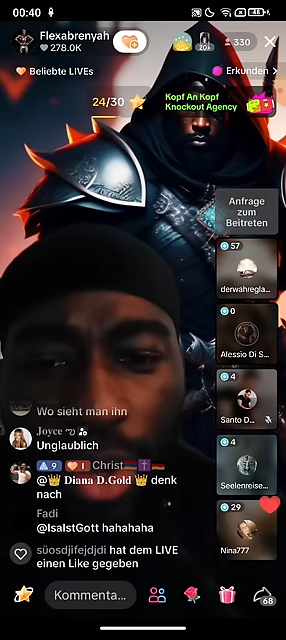 00:40
46
Flexabrenyah
278.0K
20+
330
Beliebte LIVEs
Erkunden
24/30
Kopf An Kopf
Knockout Agency
Anfrage
zum
Beitreten
57
derwahregla...
0
Alessio Di S...
4
Santo D...
4
Seelenreise...
29
Nina777
Wo sieht man ihn
Joyce
Unglaublich
9 1 Christ
@👑 Diana D.Gold 👑 denk
nach
Fadi
@IsaIstGott hahahaha
süosdjifejdjdi hat dem LIVE
einen Like gegeben
Kommenta...
68